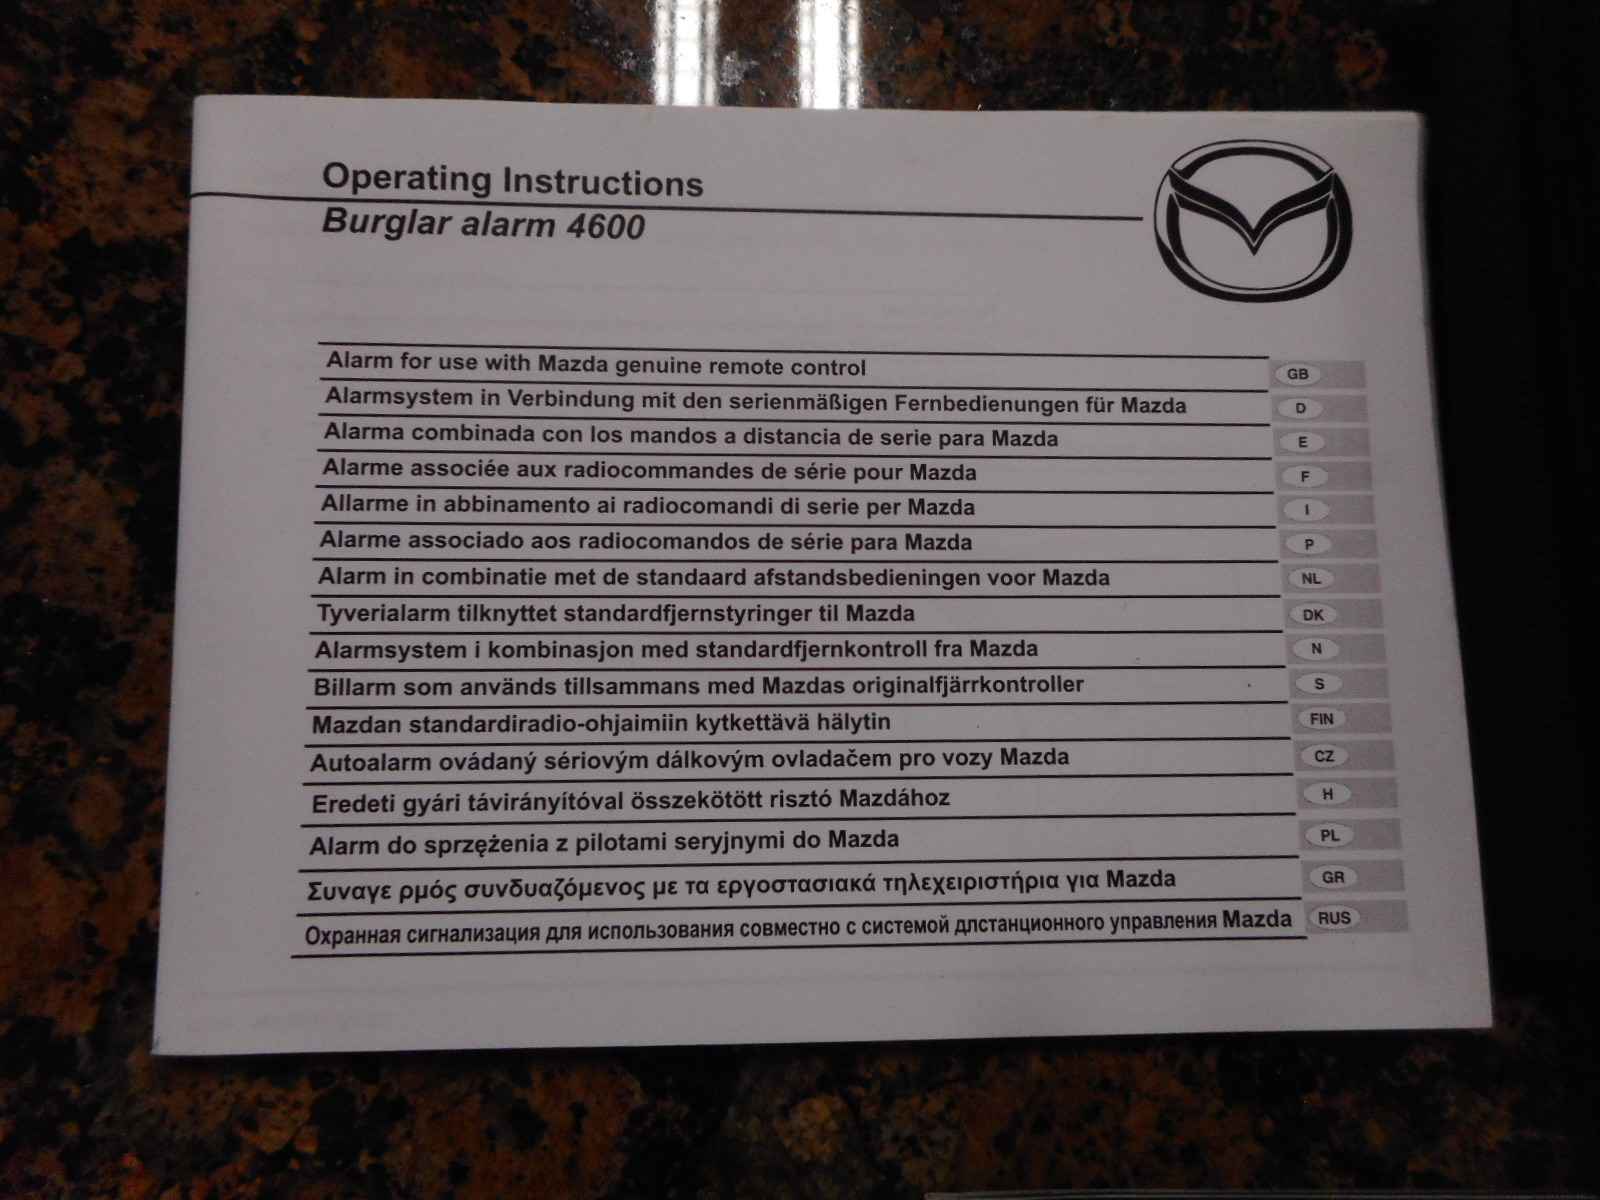 Operating Instructions
Burglar alarm 4600
Alarm for use with Mazda genuine remote control GB
Alarmsystem in Verbindung mit den serienmäßigen Fernbedienungen für Mazda D
Alarma combinada con los mandos a distancia de serie para Mazda E
Alarme associée aux radiocommandes de série pour Mazda F
Allarme in abbinamento ai radiocomandi di serie per Mazda I
Alarme associado aos radiocomandos de série para Mazda P
Alarm in combinatie met de standaard afstandsbedieningen voor Mazda NL
Tyverialarm tilknyttet standardfjernstyringer til Mazda DK
Alarmsystem i kombinasjon med standardfjernkontroll fra Mazda N
Billarm som används tillsammans med Mazdas originalfjärrkontroller S
Mazdan standardiradio-ohjaimiin kytkettävä hälytin FIN
Autoalarm ovádaný sériovým dálkovým ovladačem pro vozy Mazda CZ
Eredeti gyári távirányítóval összekötött risztó Mazdához H
Alarm do sprzężenia z pilotami seryjnymi do Mazda PL
Συναγε ρμός συνδυαζόμενος με τα εργοστασιακά τηλεχειριστήρια για Mazda GR
Охранная сигнализация для использования совместно с системой длстанционного управления Mazda RUS